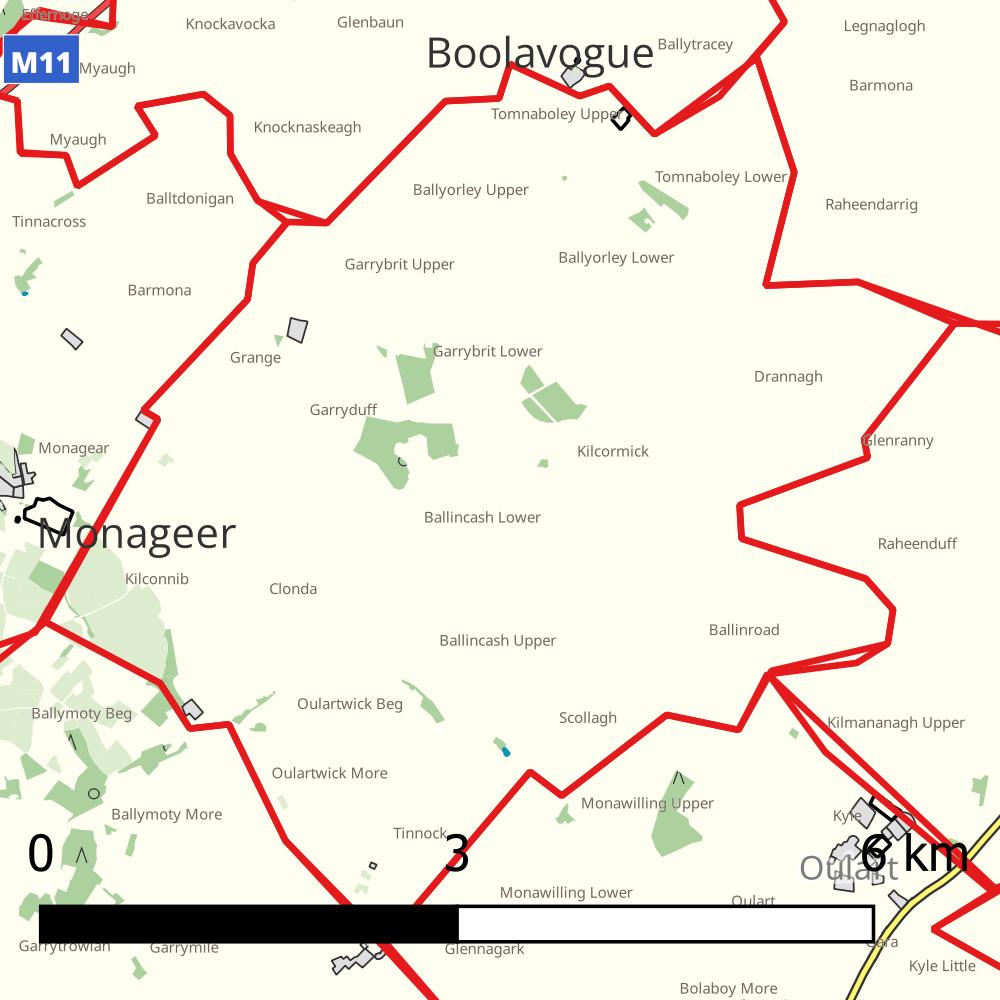 Effernoge
Knockavocka
Glenbaun
Legnaglogh
Boolavogue
Ballytracey
M11
Myaugh
Barmona
Tomnaboley Upper
Knocknaskeagh
Myaugh
Tomnaboley Lower
Ballyorley Upper
Balltdonigan
Raheendarrig
Tinnacross
Ballyorley Lower
Garrybrit Upper
Barmona
Garrybrit Lower
Grange
Drannagh
Garryduff
Glenranny
Monagear
Kilcormick
Ballincash Lower
Monageer
Raheenduff
Kilconnib
Clonda
Ballinroad
Ballincash Upper
Oulartwick Beg
Ballymoty Beg
Scollagh
Kilmananagh Upper
Oulartwick More
Monawilling Upper
Ballymoty More
Kyle
Tinnock
0 3 6 km
Oulart
Monawilling Lower
Oulart
Garrytrowlan
Garrymile
Glennagark
Gara
Kyle Little
Bolaboy More